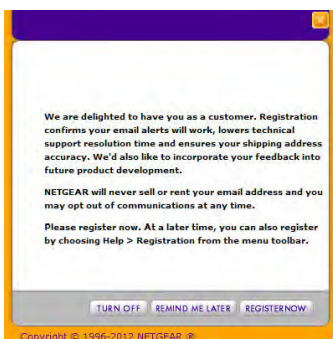 We are delighted to have you as a customer. Registration
confirms your email alerts will work, lowers technical
support resolution time and ensures your shipping address
accuracy. We'd also like to incorporate your feedback into
future product development.
NETGEAR will never sell or rent your email address and you
may opt out of communications at any time.
Please register now. At a later time, you can also register
by choosing Help > Registration from the menu toolbar.
TURN OFF REMIND ME LATER REGISTERNOW
Copyright © 1996-2012 NETGEAR ®